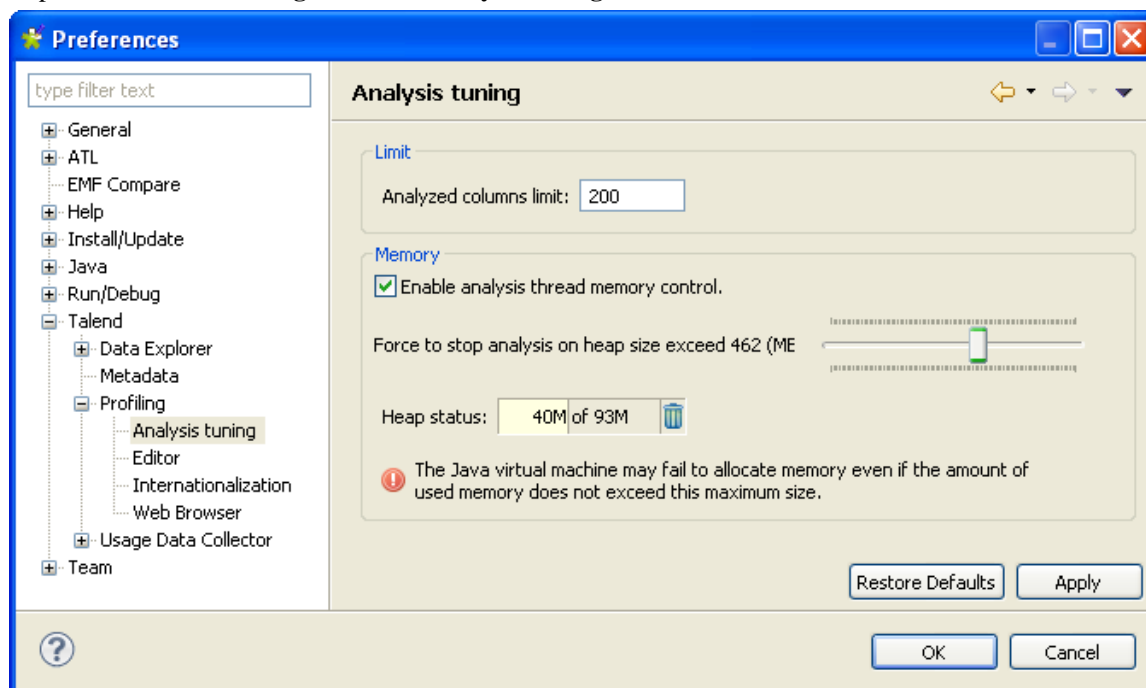 Preferences
type filter text
General
ATL
EMF Compare
Help
Install/Update
Java
Run/Debug
Talend
Data Explorer
Metadata
Profiling
Analysis tuning
Editor
Internationalization
Web Browser
Usage Data Collector
Team
Analysis tuning
Limit
Analyzed columns limit: 200
Memory
Enable analysis thread memory control.
Force to stop analysis on heap size exceed 462 (ME
Heap status: 40M of 93M
The Java virtual machine may fail to allocate memory even if the amount of
used memory does not exceed this maximum size.
Restore Defaults Apply
OK Cancel